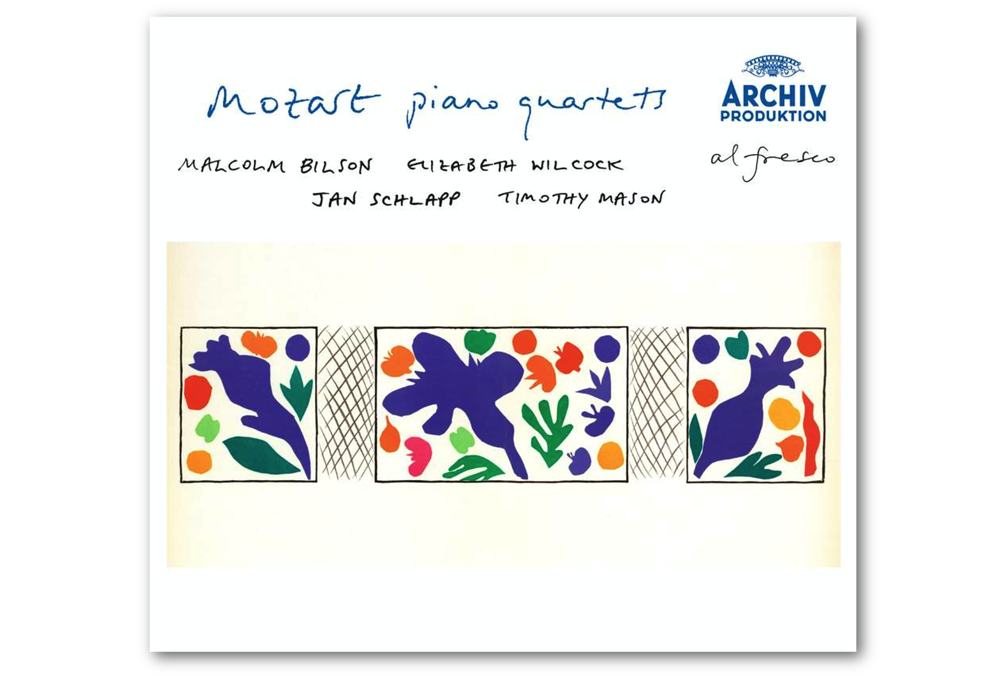 Mozart piano quartets
ARCHIV
PRODUKTION
al fresco
MALCOLM BILSON ELIZABETH WILCOCK
JAN SCHLAPP TIMOTHY MASON